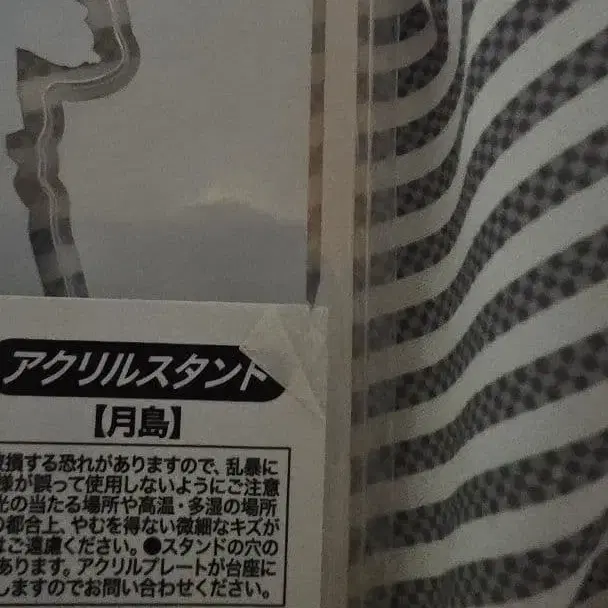 アクリルスタンド
【月島】
損する恐れがありますので、乱暴に
様が誤って使用しないようにご注意
光の当たる場所や高温・多湿の場所
の都合上、やむを得ない微細なキズが
はご遠慮ください。●スタンドの穴の
あります。アクリルプレートが台座に
しますのでお問い合わせください。